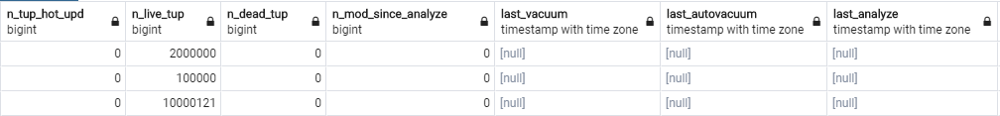 n_tup_hot_upd n_live_tup n_dead_tup n_mod_since_analyze last_vacuum last_autovacuum last_analyze
bigint bigint bigint bigint timestamp with time zone timestamp with time zone timestamp with time zone
0 2000000 0 0 [null] [null] [null]
0 100000 0 0 [null] [null] [null]
0 10000121 0 0 [null] [null] [null]